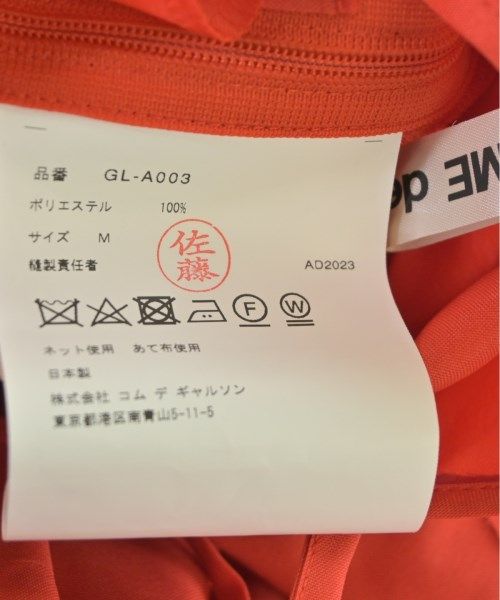 品番 GL-A003
ポリエステル 100%
サイズ M
佐藤
縫製責任者 AD2023
F W
ネット使用 あて布使用
日本製
株式会社 コム デ ギャルソン
東京都港区南青山5-11-5
ME de